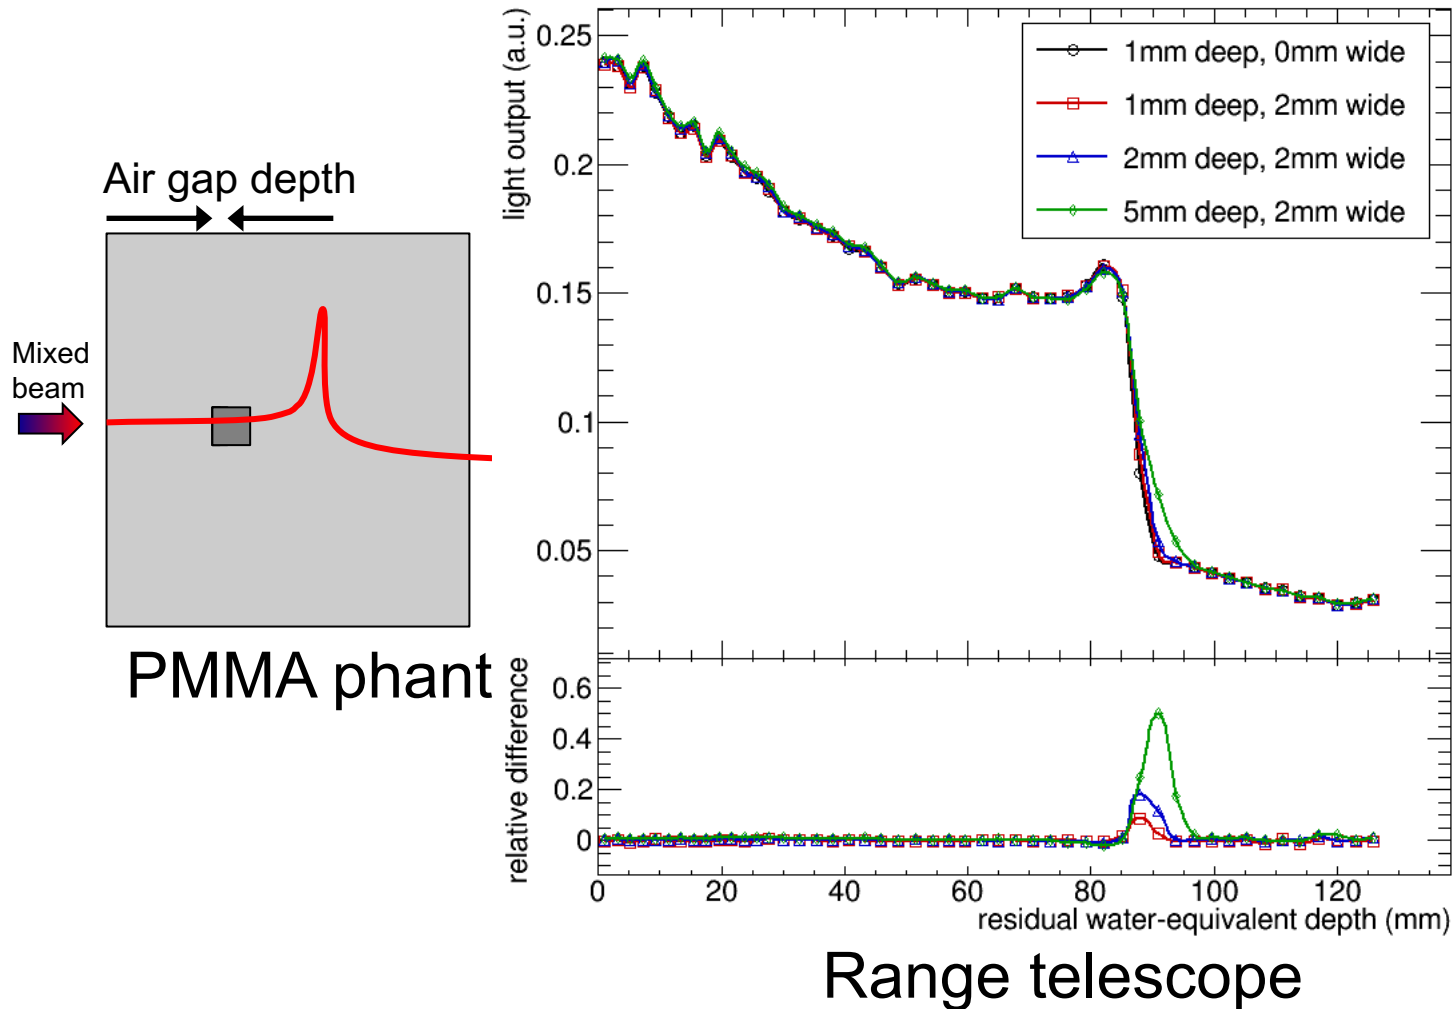 Air gap depth
Mixed
beam
PMMA phant
light output (a.u.)
0.25
0.2
0.15
0.1
0.05
1mm deep, 0mm wide
1mm deep, 2mm wide
2mm deep, 2mm wide
5mm deep, 2mm wide
relative difference
0.6
0.4
0.2
0
0 20 40 60 80 100 120
residual water-equivalent depth (mm)
Range telescope